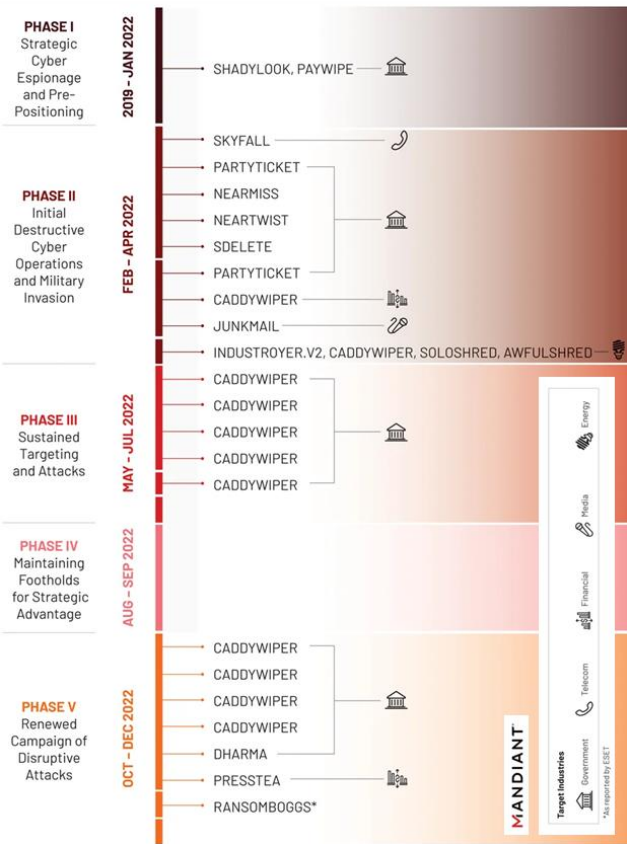 PHASE I
Strategic
Cyber
Espionage
and Pre-
Positioning
2019 – JAN 2022
SHADYLOOK, PAYWIPE
PHASE II
Initial
Destructive
Cyber
Operations
and Military
Invasion
FEB – APR 2022
SKYFALL
PARTYTICKET
NEARMISS
NEARTWIST
SDELETE
PARTYTICKET
CADDYWIPER
JUNKMAIL
INDUSTROYER.V2, CADDYWIPER, SOLOSHRED, AWFULSHRED
PHASE III
Sustained
Targeting
and Attacks
MAY – JUL 2022
CADDYWIPER
CADDYWIPER
CADDYWIPER
CADDYWIPER
CADDYWIPER
PHASE IV
Maintaining
Footholds
for Strategic
Advantage
AUG – SEP 2022
PHASE V
Renewed
Campaign of
Disruptive
Attacks
OCT – DEC 2022
CADDYWIPER
CADDYWIPER
CADDYWIPER
CADDYWIPER
DHARMA
PRESSTEA
RANSOMBOGGS*
MANDIANT
Target Industries
Government
Telecom
Financial
Media
Energy
*As reported by ESET